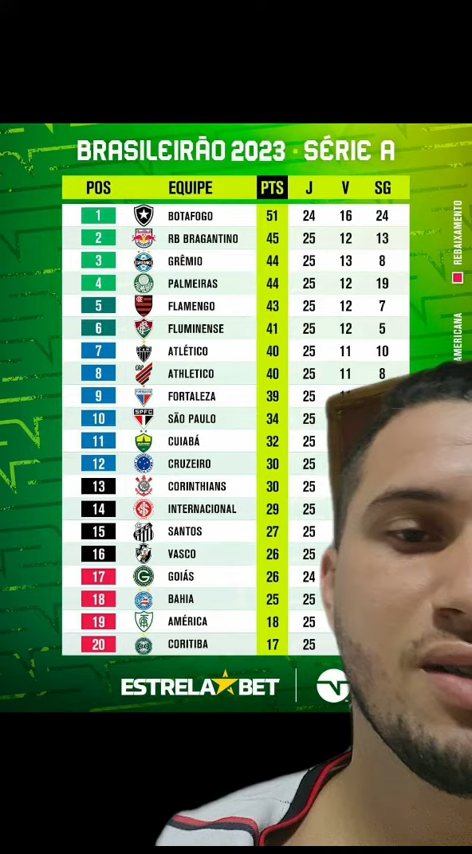 BRASILEIRÃO 2023 · SÉRIE A
POS EQUIPE PTS J V SG
1 BOTAFOGO 51 24 16 24
2 RB BRAGANTINO 45 25 12 13
3 GRÊMIO 44 25 13 8
4 PALMEIRAS 44 25 12 19
5 FLAMENGO 43 25 12 7
6 FLUMINENSE 41 25 12 5
7 ATLÉTICO 40 25 11 10
8 ATHLETICO 40 25 11 8
9 FORTALEZA 39 25
10 SÃO PAULO 34 25
11 CUIABÁ 32 25
12 CRUZEIRO 30 25
13 CORINTHIANS 30 25
14 INTERNACIONAL 29 25
15 SANTOS 27 25
16 VASCO 26 25
17 GOIÁS 26 24
18 BAHIA 25 25
19 AMÉRICA 18 25
20 CORITIBA 17 25
ESTRELA BET
REBAIXAMENTO
AMERICANA